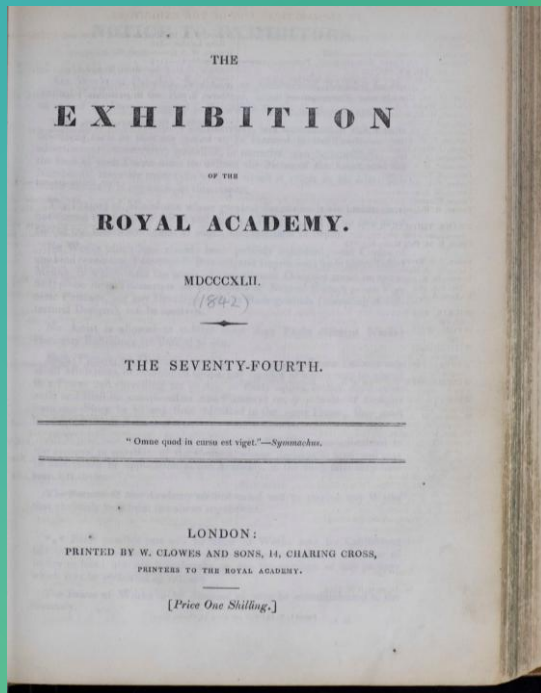 THE
EXHIBITION
OF THE
ROYAL ACADEMY.
MDCCCXLII.
(1842)
THE SEVENTY-FOURTH.
"Omne quod in cursu est viget."—Symmachus.
LONDON:
PRINTED BY W. CLOWES AND SONS, 14, CHARING CROSS,
PRINTERS TO THE ROYAL ACADEMY.
[Price One Shilling.]